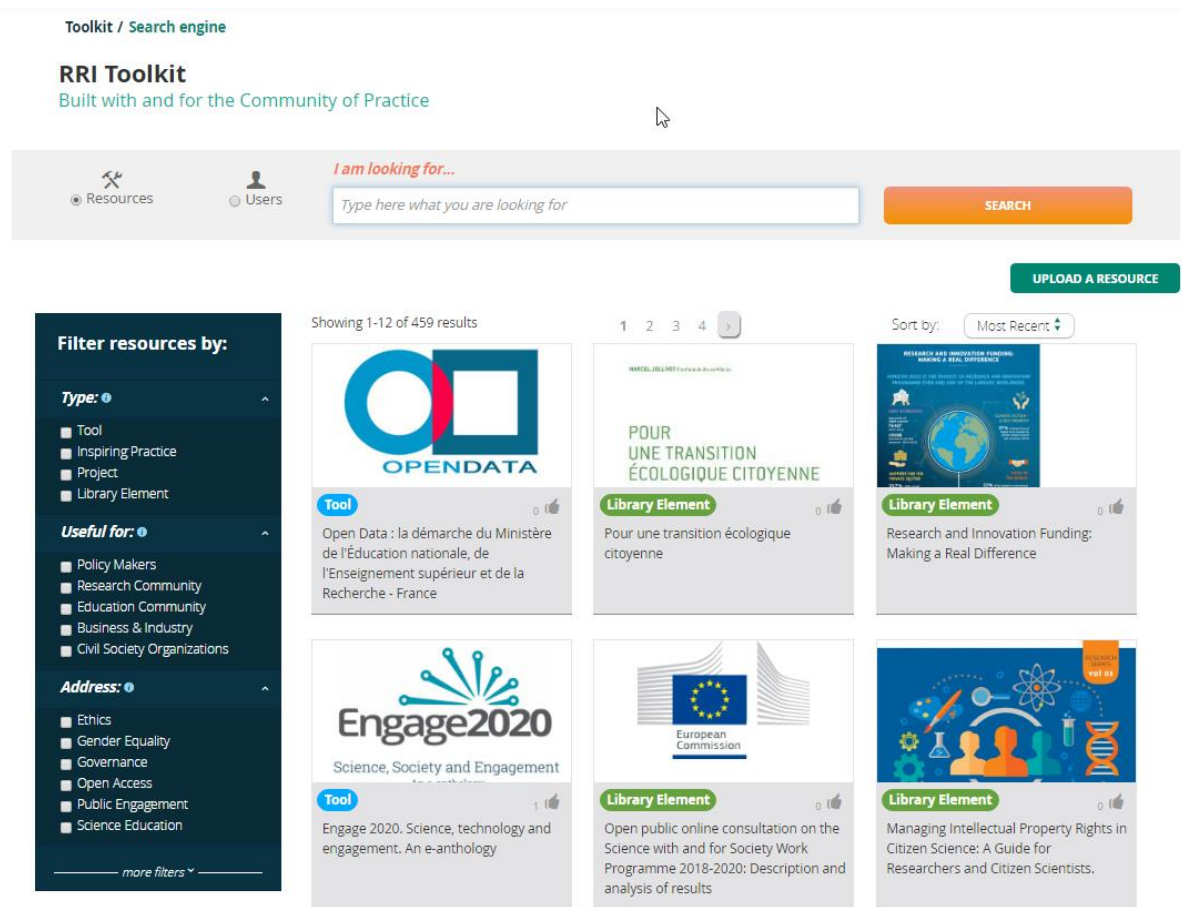 Toolkit / Search engine
RRI Toolkit
Built with and for the Community of Practice
I am looking for...
Resources
Users
Type here what you are looking for
SEARCH
UPLOAD A RESOURCE
Filter resources by:
Type:
Tool
Inspiring Practice
Project
Library Element
Useful for:
Policy Makers
Research Community
Education Community
Business & Industry
Civil Society Organizations
Address:
Ethics
Gender Equality
Governance
Open Access
Public Engagement
Science Education
more filters
Showing 1-12 of 459 results
1 2 3 4 >
Sort by: Most Recent
OPENDATA
Tool
0
Open Data : la démarche du Ministère
de l'Éducation nationale, de
l'Enseignement supérieur et de la
Recherche - France
MARCEL JOLLIVET
POUR
UNE TRANSITION
ÉCOLOGIQUE CITOYENNE
Library Element
0
Pour une transition écologique
citoyenne
RESEARCH AND INNOVATION FUNDING:
MAKING A REAL DIFFERENCE
Library Element
0
Research and Innovation Funding:
Making a Real Difference
Engage2020
Science, Society and Engagement
Tool
1
Engage 2020. Science, technology and
engagement. An e-anthology
European
Commission
Library Element
0
Open public online consultation on the
Science with and for Society Work
Programme 2018-2020: Description and
analysis of results
RESEARCH
SERIES
vol 03
Library Element
0
Managing Intellectual Property Rights in
Citizen Science: A Guide for
Researchers and Citizen Scientists.